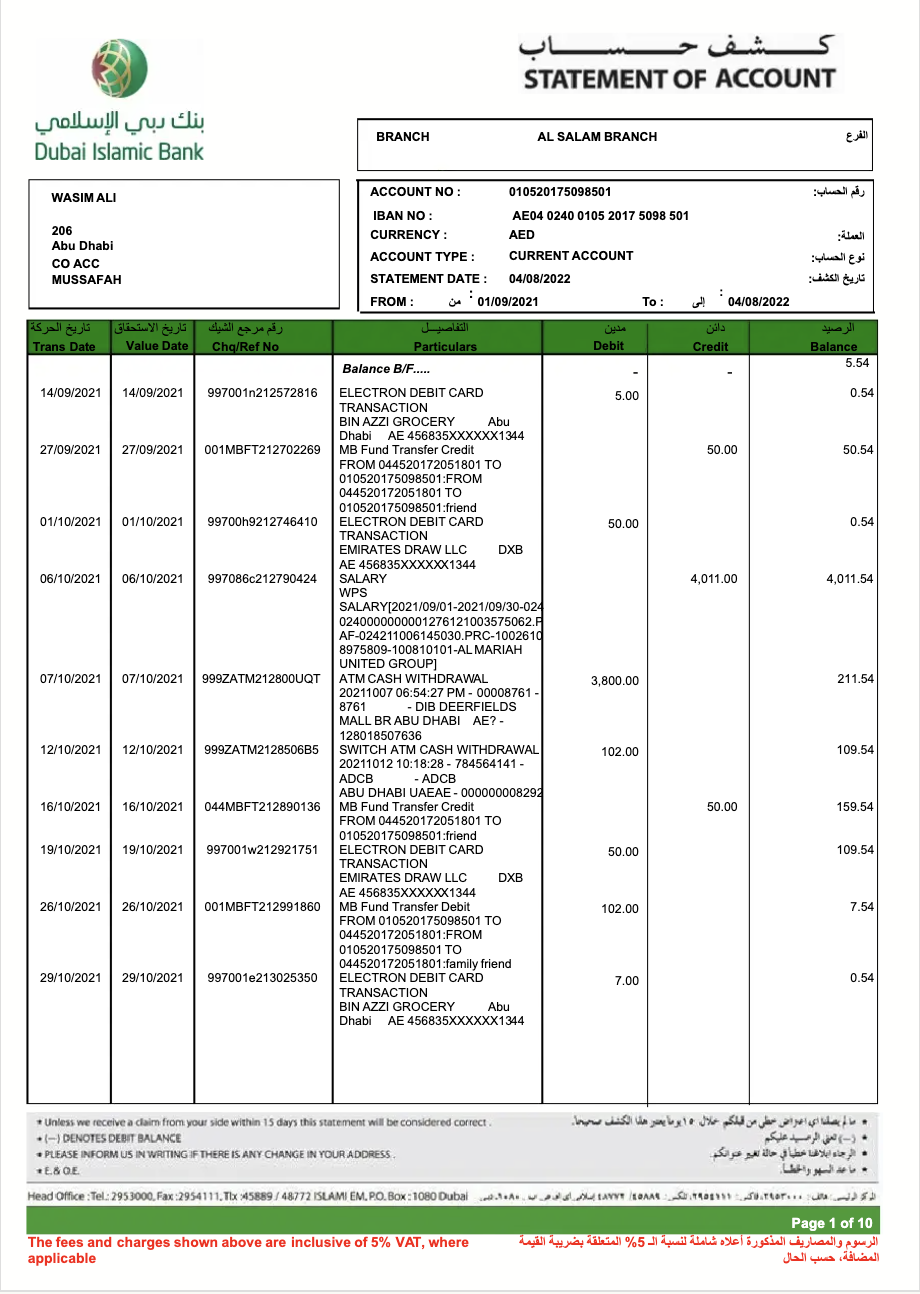 كـــشـــف حـــســـاب
STATEMENT OF ACCOUNT
بنك دبي الإسلامي
Dubai Islamic Bank
BRANCH AL SALAM BRANCH الفرع
WASIM ALI
206
Abu Dhabi
CO ACC
MUSSAFAH
ACCOUNT NO : 010520175098501 رقم الحساب:
IBAN NO : AE04 0240 0105 2017 5098 501
CURRENCY : AED العملة:
ACCOUNT TYPE : CURRENT ACCOUNT نوع الحساب:
STATEMENT DATE : 04/08/2022 تاريخ الكشف:
FROM : من : 01/09/2021 To : إلى : 04/08/2022
تاريخ الحركة تاريخ الاستحقاق رقم مرجع الشيك التفاصيــل مدين دائن الرصيد
Trans Date Value Date Chq/Ref No Particulars Debit Credit Balance
Balance B/F..... - - 5.54
14/09/2021 14/09/2021 997001n212572816 ELECTRON DEBIT CARD 5.00 0.54
TRANSACTION
BIN AZZI GROCERY Abu
Dhabi AE 456835XXXXXX1344
27/09/2021 27/09/2021 001MBFT212702269 MB Fund Transfer Credit 50.00 50.54
FROM 044520172051801 TO
010520175098501:FROM
044520172051801 TO
010520175098501:friend
01/10/2021 01/10/2021 99700h9212746410 ELECTRON DEBIT CARD 50.00 0.54
TRANSACTION
EMIRATES DRAW LLC DXB
AE 456835XXXXXX1344
06/10/2021 06/10/2021 997086c212790424 SALARY 4,011.00 4,011.54
WPS
SALARY[2021/09/01-2021/09/30-024
0240000000001276121003575062.P
AF-024211006145030.PRC-1002610
8975809-100810101-AL MARIAH
UNITED GROUP]
07/10/2021 07/10/2021 999ZATM212800UQT ATM CASH WITHDRAWAL 3,800.00 211.54
20211007 06:54:27 PM - 00008761 -
8761 - DIB DEERFIELDS
MALL BR ABU DHABI AE? -
128018507636
12/10/2021 12/10/2021 999ZATM2128506B5 SWITCH ATM CASH WITHDRAWAL 102.00 109.54
20211012 10:18:28 - 784564141 -
ADCB - ADCB
ABU DHABI UAEAE - 000000008292
16/10/2021 16/10/2021 044MBFT212890136 MB Fund Transfer Credit 50.00 159.54
FROM 044520172051801 TO
010520175098501:friend
19/10/2021 19/10/2021 997001w212921751 ELECTRON DEBIT CARD 50.00 109.54
TRANSACTION
EMIRATES DRAW LLC DXB
AE 456835XXXXXX1344
26/10/2021 26/10/2021 001MBFT212991860 MB Fund Transfer Debit 102.00 7.54
FROM 010520175098501 TO
044520172051801:FROM
010520175098501 TO
044520172051801:family friend
29/10/2021 29/10/2021 997001e213025350 ELECTRON DEBIT CARD 7.00 0.54
TRANSACTION
BIN AZZI GROCERY Abu
Dhabi AE 456835XXXXXX1344
* Unless we receive a claim from your side within 15 days this statement will be considered correct . * ما لم يصلنا اي اعتراض خطي من قبلكم خلال ١٥ يوما يعتبر هذا الكشف صحيحا.
* (—) DENOTES DEBIT BALANCE * (—) تعني الرصيد عليكم
* PLEASE INFORM US IN WRITING IF THERE IS ANY CHANGE IN YOUR ADDRESS . * الرجاء ابلاغنا خطياً في حالة تغيير عنوانكم.
* E.& O.E. * ما عدا السهو والخطأ.
Head Office :Tel.: 2953000, Fax :2954111, Tlx :45889 / 48772 ISLAMI EM, P.O. Box : 1080 Dubai المركز الرئيسي: هاتف: ٢٩٥٣٠٠٠، فاكس: ٢٩٥٤١١١، تلكس: ٤٥٨٨٩/ ٤٨٧٧٢ إسلامي اي ام، ص ب ١٠٨٠، دبي
Page 1 of 10
The fees and charges shown above are inclusive of 5% VAT, where الرسوم والمصاريف المذكورة أعلاه شاملة لنسبة الـ 5% المتعلقة بضريبة القيمة
applicable المضافة، حسب الحال